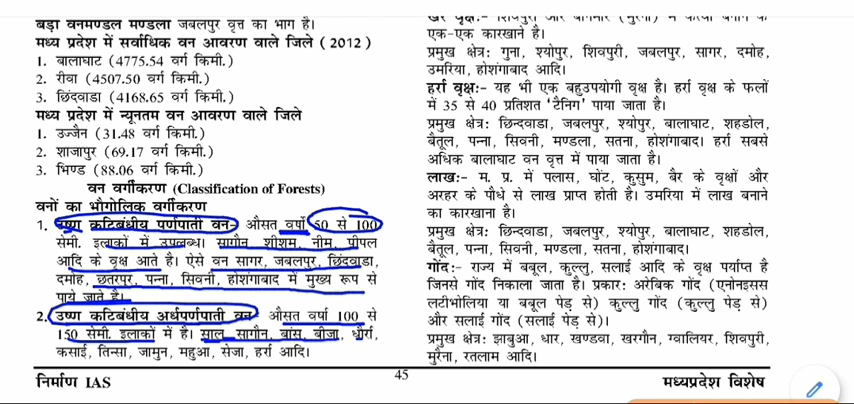 बड़ा वनमण्डल मण्डला जबलपुर वृत्त का भाग है।
मध्य प्रदेश में सर्वाधिक वन आवरण वाले जिले (2012)
1. बालाघाट (4775.54 वर्ग किमी.)
2. रीवा (4507.50 वर्ग किमी.)
3. छिंदवाडा (4168.65 वर्ग किमी.)
मध्य प्रदेश में न्यूनतम वन आवरण वाले जिले
1. उज्जैन (31.48 वर्ग किमी.)
2. शाजापुर (69.17 वर्ग किमी.)
3. भिण्ड (88.06 वर्ग किमी.)
वन वर्गीकरण (Classification of Forests)
वनों का भौगोलिक वर्गीकरण
1. उष्ण कटिबंधीय पर्णपाती वन- औसत वर्षा 50 से 100
सेमी. इलाकों में उपलब्ध। सागौन शीशम, नीम, पीपल
आदि के वृक्ष आते है। ऐसे वन सागर, जबलपुर, छिंदवाडा,
दमोह, छतरपुर, पन्ना, सिवनी, होशंगाबाद में मुख्य रूप से
पाये जाते है।
2. उष्ण कटिबंधीय अर्धपर्णपाती वन- औसत वर्षा 100 से
150 सेमी. इलाकों में है। साल, सागौन, बांस, बीजा, धौर्रा,
कसाई, तिन्सा, जामुन, महुआ, सेजा, हर्रा आदि।
खैर वृक्ष:- शिवपुरी और बानमोर (मुरैना) में कत्था बनाने के
एक-एक कारखाने है।
प्रमुख क्षेत्र: गुना, श्योपुर, शिवपुरी, जबलपुर, सागर, दमोह,
उमरिया, होशंगाबाद आदि।
हर्रा वृक्ष:- यह भी एक बहुउपयोगी वृक्ष है। हर्रा वृक्ष के फलों
में 35 से 40 प्रतिशत 'टैनिंग' पाया जाता है।
प्रमुख क्षेत्र: छिन्दवाडा, जबलपुर, श्योपुर, बालाघाट, शहडोल,
बैतूल, पन्ना, सिवनी, मण्डला, सतना, होशंगाबाद। हर्रा सबसे
अधिक बालाघाट वन वृत्त में पाया जाता है।
लाख:- म. प्र. में पलास, घोंट, कुसुम, बैर के वृक्षों और
अरहर के पौधे से लाख प्राप्त होती है। उमरिया में लाख बनाने
का कारखाना है।
प्रमुख क्षेत्र: छिन्दवाडा, जबलपुर, श्योपुर, बालाघाट, शहडोल,
बैतूल, पन्ना, सिवनी, मण्डला, सतना, होशंगाबाद।
गोंद:- राज्य में बबूल, कुल्लु, सलाई आदि के वृक्ष पर्याप्त है
जिनसे गोंद निकाला जाता है। प्रकार: अरेबिक गोंद (एनोनइसस
लटीभोलिया या बबूल पेड़ से) कुल्लु गोंद (कुल्लु पेड़ से)
और सलाई गोंद (सलाई पेड़ से)।
प्रमुख क्षेत्र: झाबुआ, धार, खण्डवा, खरगौन, ग्वालियर, शिवपुरी,
मुरैना, रतलाम आदि।
निर्माण IAS
45
मध्यप्रदेश विशेष